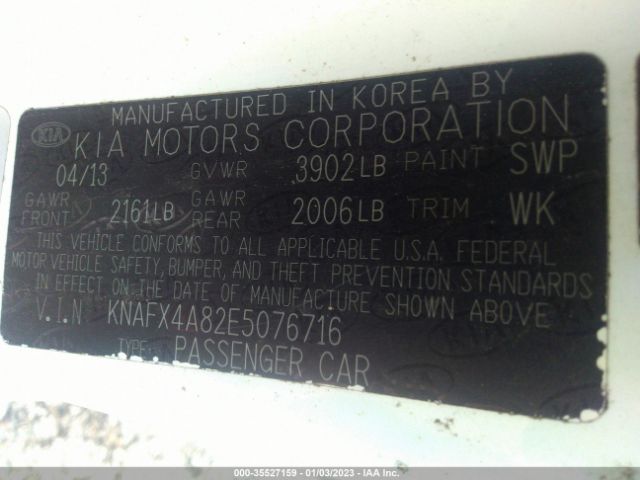 MANUFACTURED IN KOREA BY
KIA KIA MOTORS CORPORATION
04/13 GVWR 3902LB PAINT SWP
GAWR FRONT 2161LB GAWR REAR 2006LB TRIM WK
THIS VEHICLE CONFORMS TO ALL APPLICABLE U.S.A. FEDERAL
MOTOR VEHICLE SAFETY, BUMPER, AND THEFT PREVENTION STANDARDS
IN EFFECT ON THE DATE OF MANUFACTURE SHOWN ABOVE
V.I.N: KNAFX4A82E5076716
TYPE: PASSENGER CAR
000-35527159 - 01/03/2023 - IAA Inc.